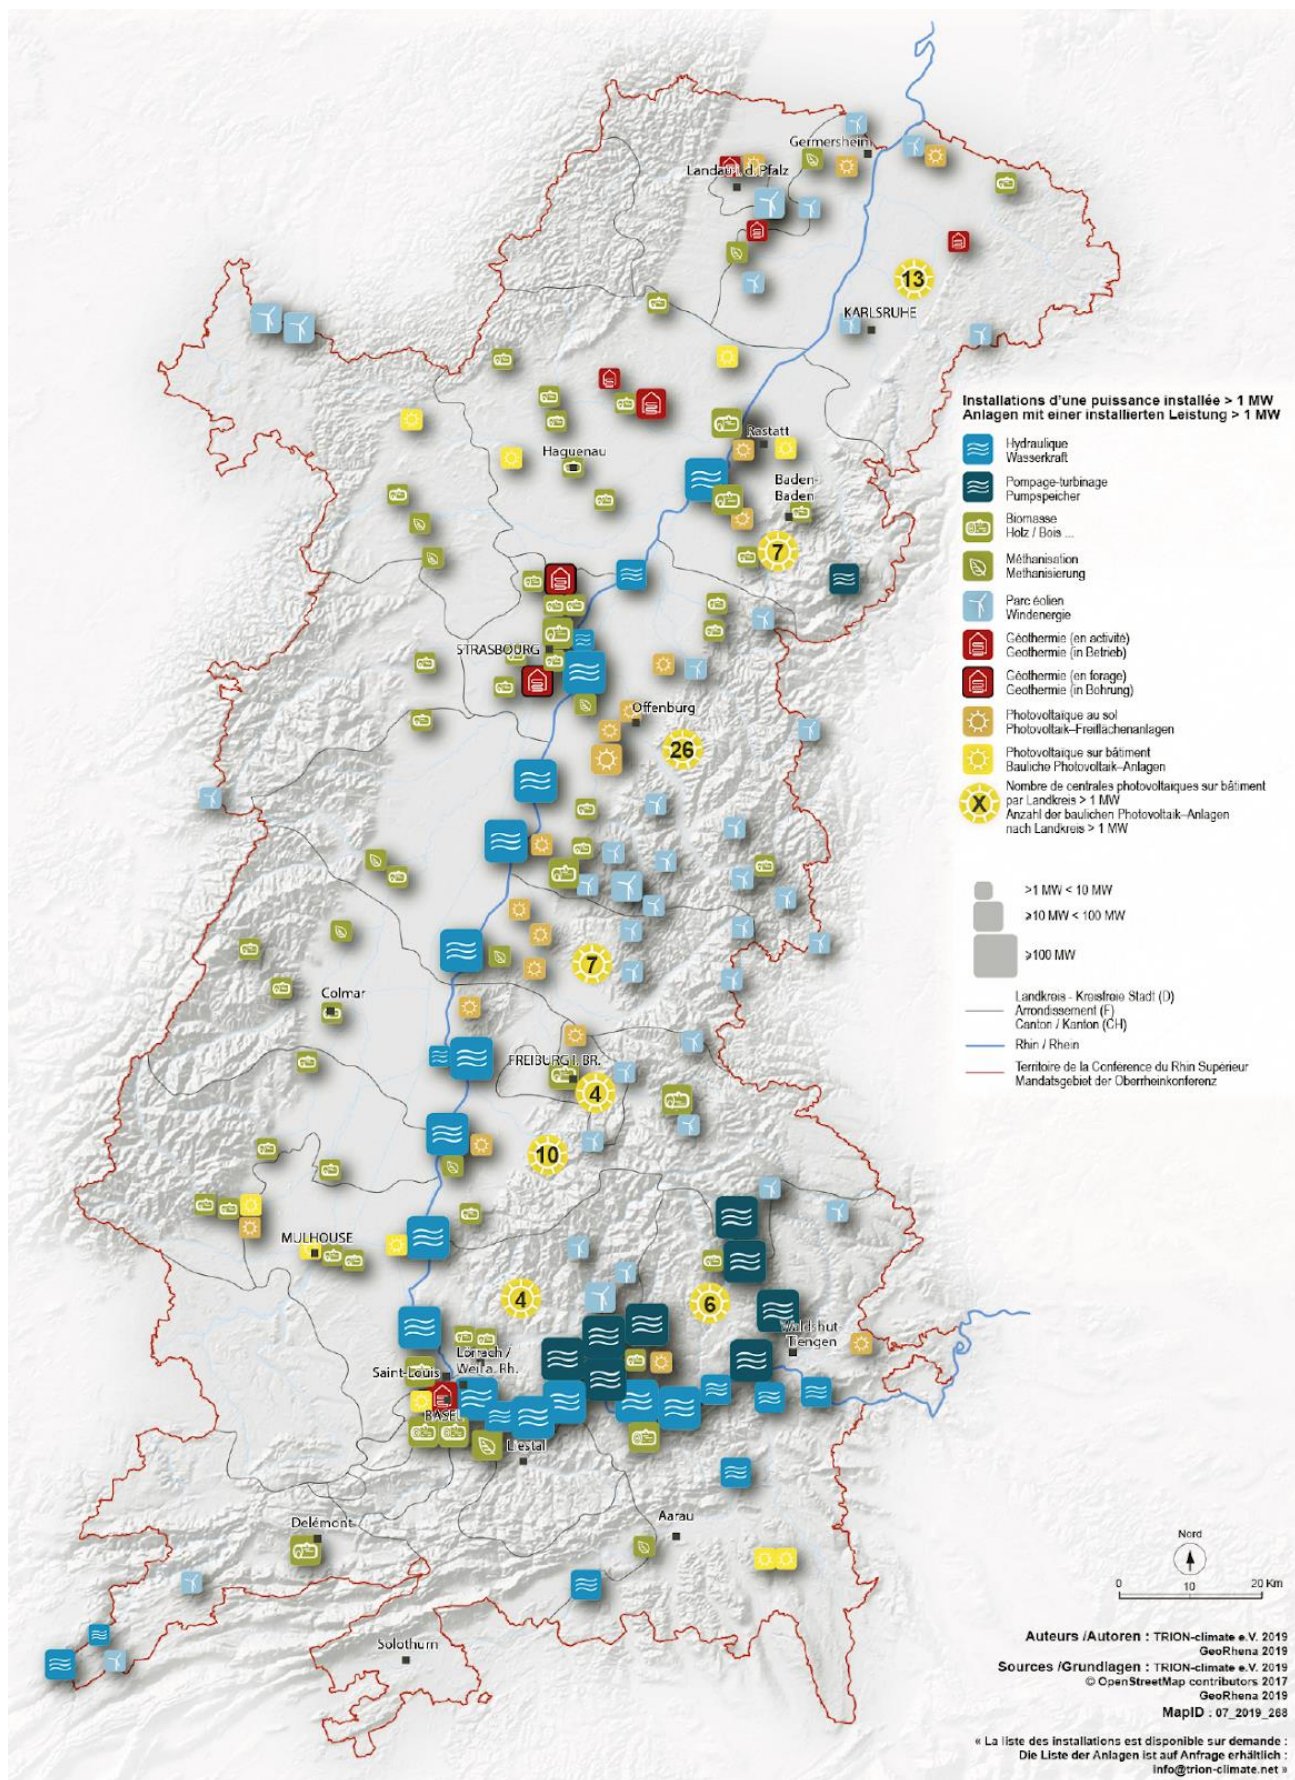 Germersheim
Landau i. d. Pfalz
13
KARLSRUHE
Installations d'une puissance installée > 1 MW
Anlagen mit einer installierten Leistung > 1 MW
Rastatt
Hydraulique
Wasserkraft
Haguenau
Baden-
Baden
Pompage-turbinage
Pumpspeicher
Biomasse
Holz / Bois ...
7
Méthanisation
Methanisierung
Parc éolien
Windenergie
STRASBOURG
Géothermie (en activité)
Geothermie (in Betrieb)
Géothermie (en forage)
Geothermie (in Bohrung)
Offenburg
26
Photovoltaïque au sol
Photovoltaik–Freiflächenanlagen
Photovoltaïque sur bâtiment
Bauliche Photovoltaik–Anlagen
X
Nombre de centrales photovoltaïques sur bâtiment
par Landkreis > 1 MW
Anzahl der baulichen Photovoltaik–Anlagen
nach Landkreis > 1 MW
>1 MW < 10 MW
⩾10 MW < 100 MW
⩾100 MW
7
Colmar
Landkreis - Kreisfreie Stadt (D)
Arrondissement (F)
Canton / Kanton (CH)
Rhin / Rhein
Territoire de la Conférence du Rhin Supérieur
Mandatsgebiet der Oberrheinkonferenz
FREIBURG I. BR.
4
10
MULHOUSE
4
6
Waldshut
Tiengen
Lörrach /
Weil a. Rh.
Saint-Louis
BASEL
Liestal
Aarau
Delémont
Solothurn
Nord
0 10 20 Km
Auteurs /Autoren : TRION-climate e.V. 2019
GeoRhena 2019
Sources /Grundlagen : TRION-climate e.V. 2019
© OpenStreetMap contributors 2017
GeoRhena 2019
MapID : 07_2019_268
« La liste des installations est disponible sur demande :
Die Liste der Anlagen ist auf Anfrage erhältlich :
info@trion-climate.net »